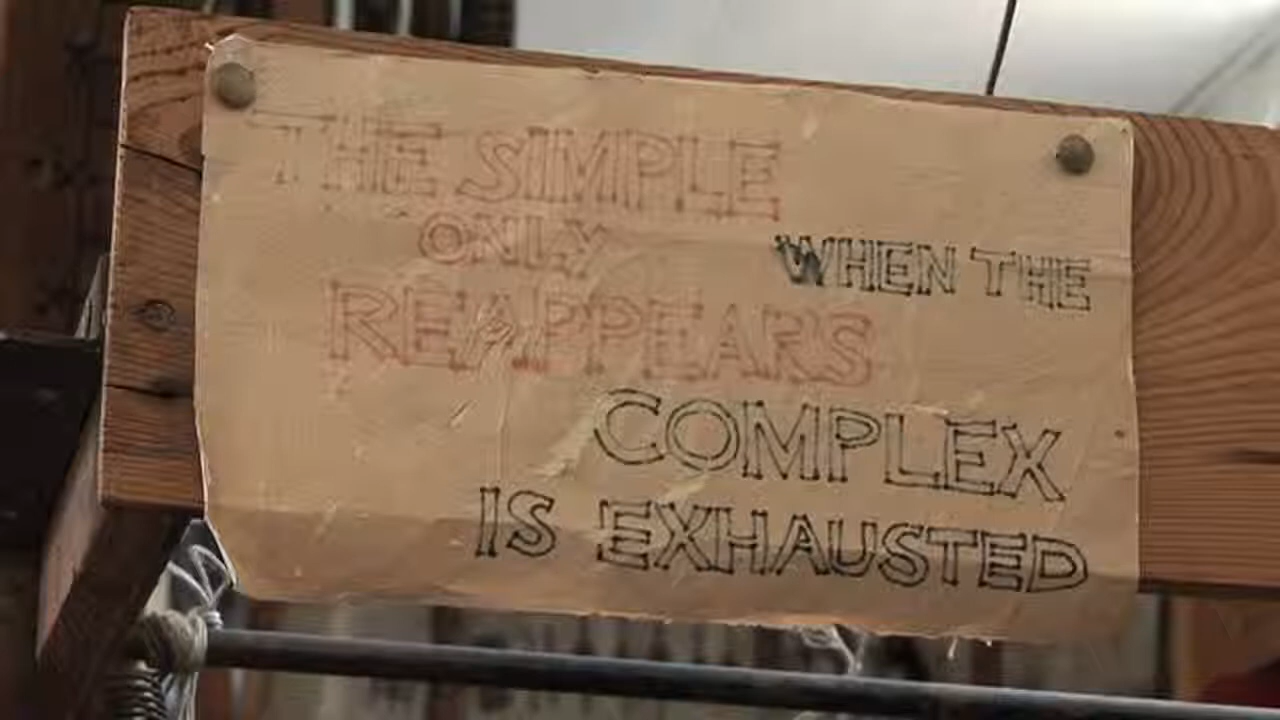 THE SIMPLE
ONLY
REAPPEARS
WHEN THE
COMPLEX
IS EXHAUSTED